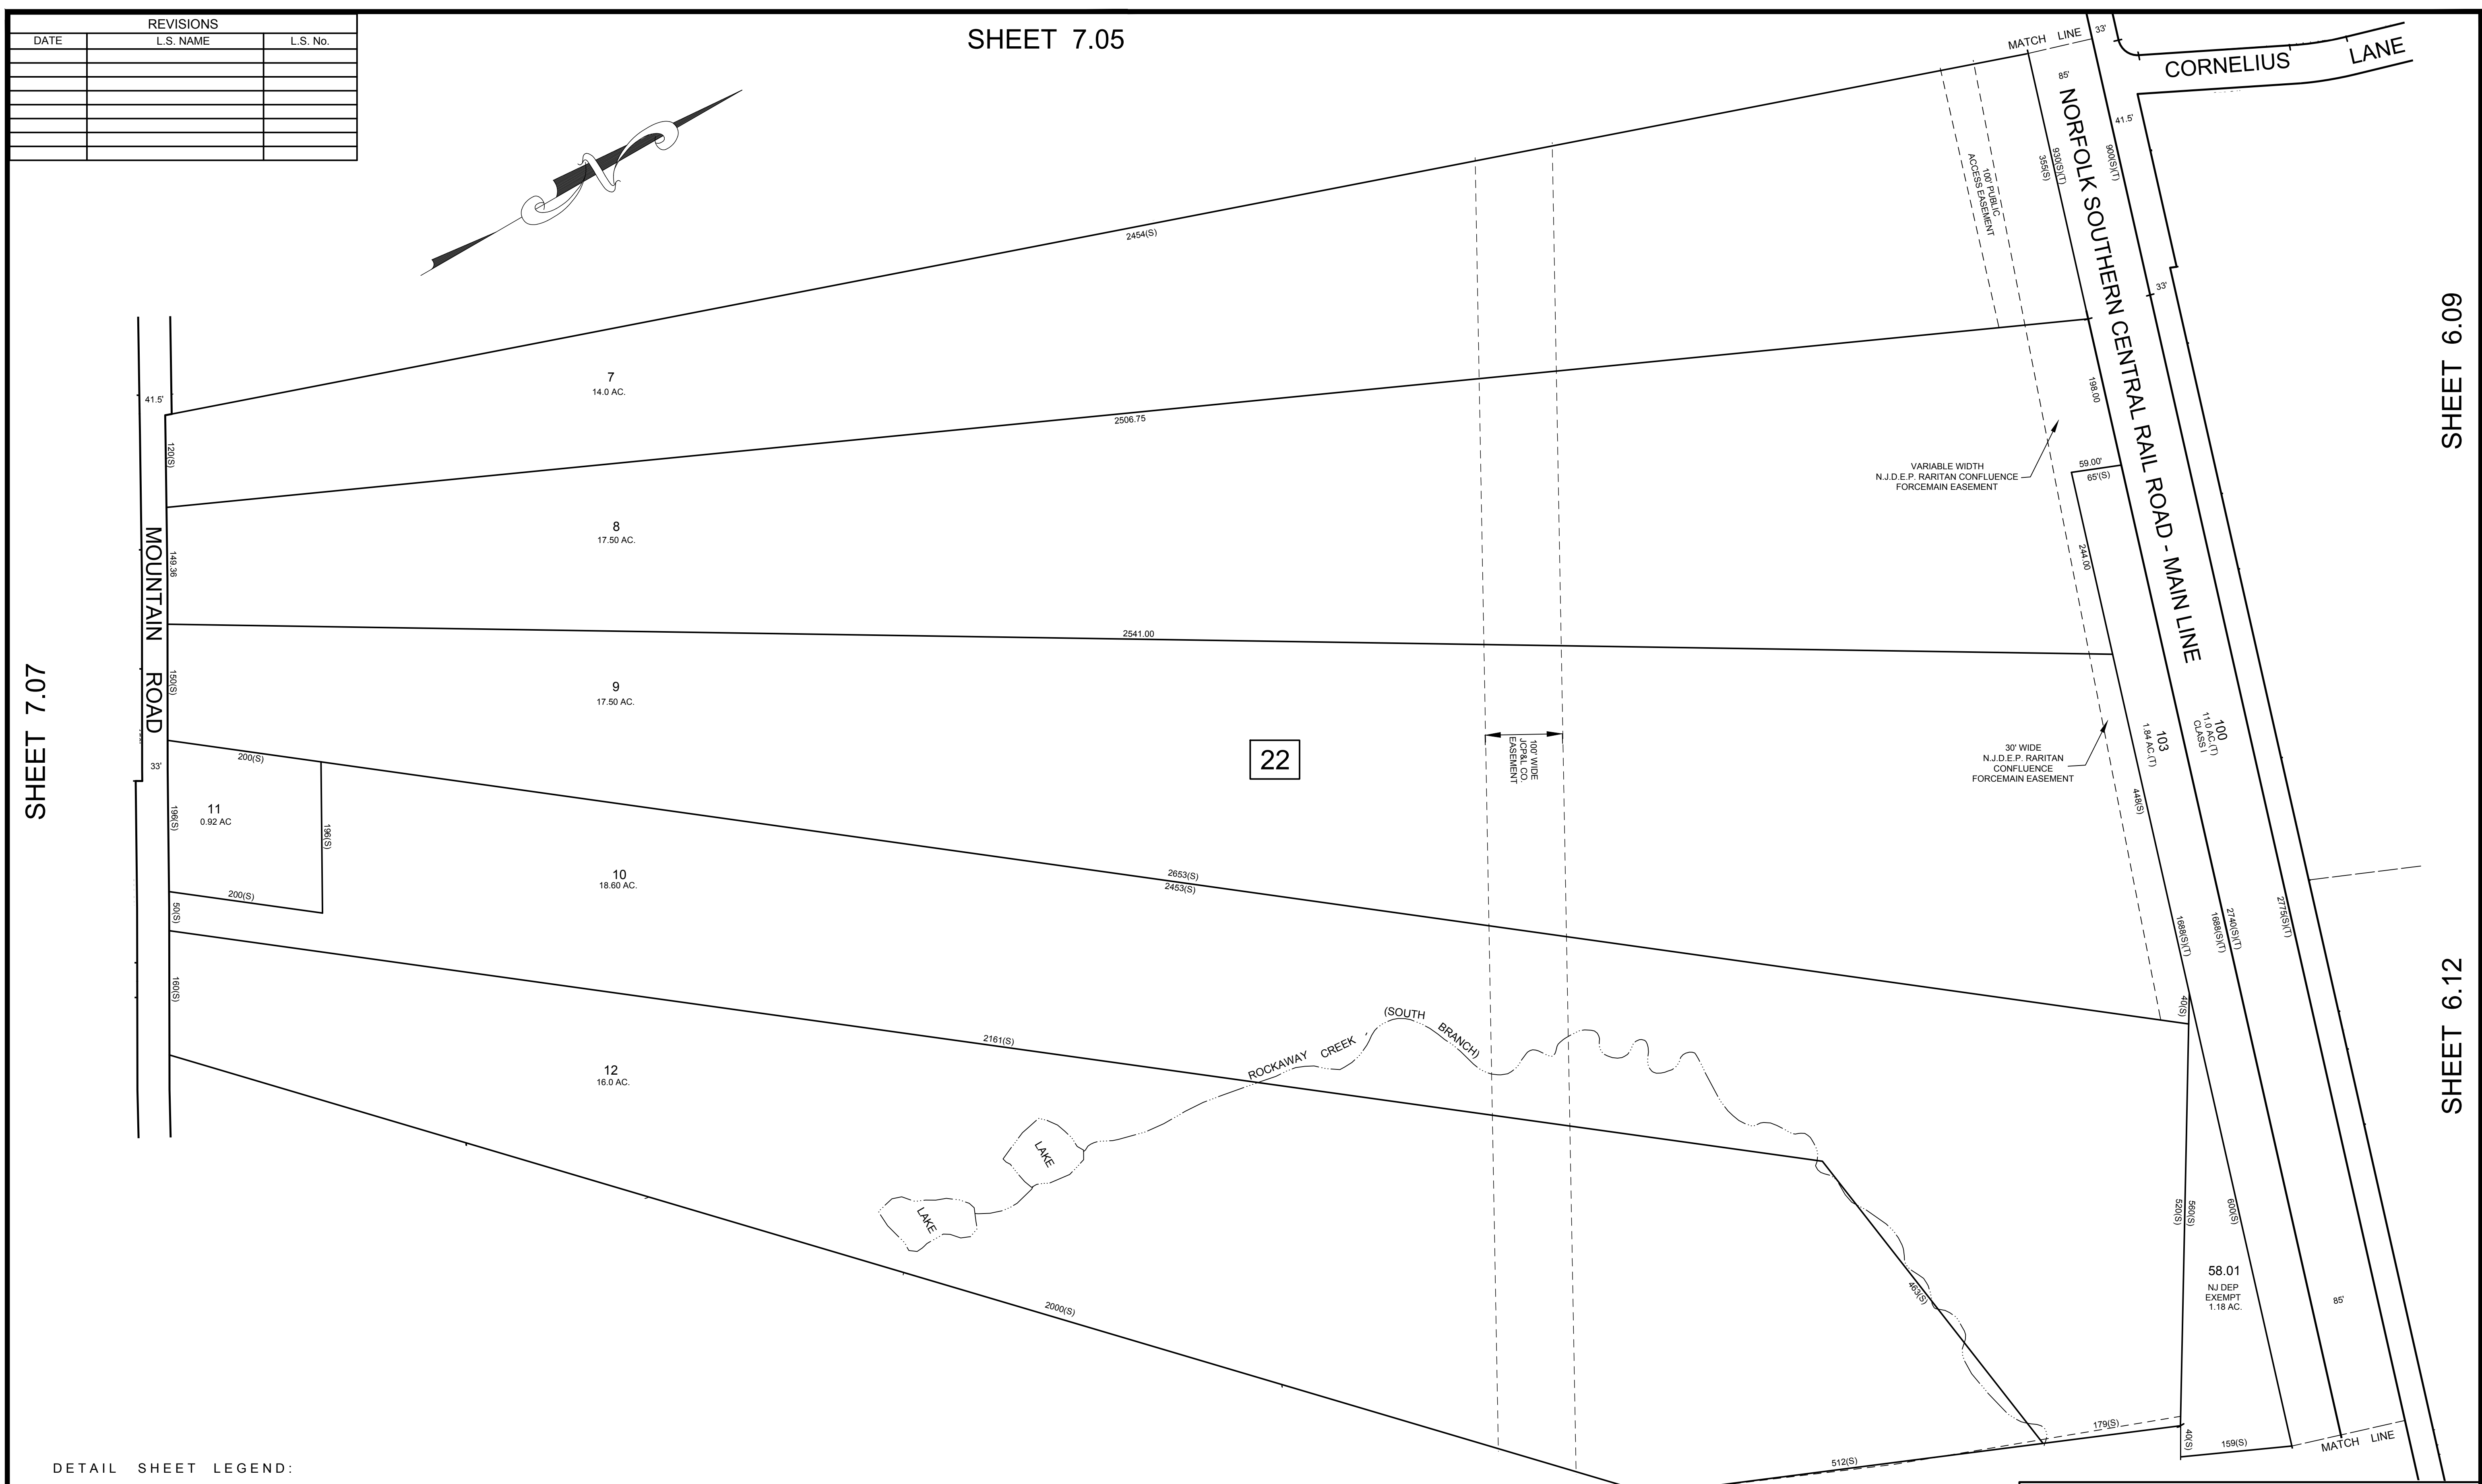 REVISIONS
DATE L.S. NAME L.S. No.
SHEET 7.05
MATCH LINE
33'
CORNELIUS LANE
85'
NORFOLK SOUTHERN CENTRAL RAIL ROAD - MAIN LINE
41.5'
900(S)(T)
930(S)(T)
355(S)
100' PUBLIC
ACCESS EASEMENT
2454(S)
33'
SHEET 6.09
7
14.0 AC.
41.5'
120(S)
2506.75
198.00
VARIABLE WIDTH
N.J.D.E.P. RARITAN CONFLUENCE
FORCEMAIN EASEMENT
59.00'
65'(S)
8
17.50 AC.
MOUNTAIN ROAD
149.36
244.00
2541.00
SHEET 7.07
150(S)
9
17.50 AC.
22
100' WIDE
JCP&L CO.
EASEMENT
30' WIDE
N.J.D.E.P. RARITAN
CONFLUENCE
FORCEMAIN EASEMENT
103
1.84 AC.(T)
100
11.0 AC.(T)
CLASS I
33'
200(S)
11
0.92 AC
196(S)
196(S)
448(S)
10
18.60 AC.
2653(S)
2453(S)
200(S)
50(S)
1688(S)(T)
1688(S)(T)
2740(S)(T)
2775(S)(T)
160(S)
40(S)
SHEET 6.12
2161(S)
ROCKAWAY CREEK
(SOUTH BRANCH)
12
16.0 AC.
LAKE
LAKE
520(S)
560(S)
600(S)
463(S)
58.01
NJ DEP
EXEMPT
1.18 AC.
85'
2000(S)
179(S)
40(S)
159(S)
MATCH LINE
512(S)
DETAIL SHEET LEGEND: